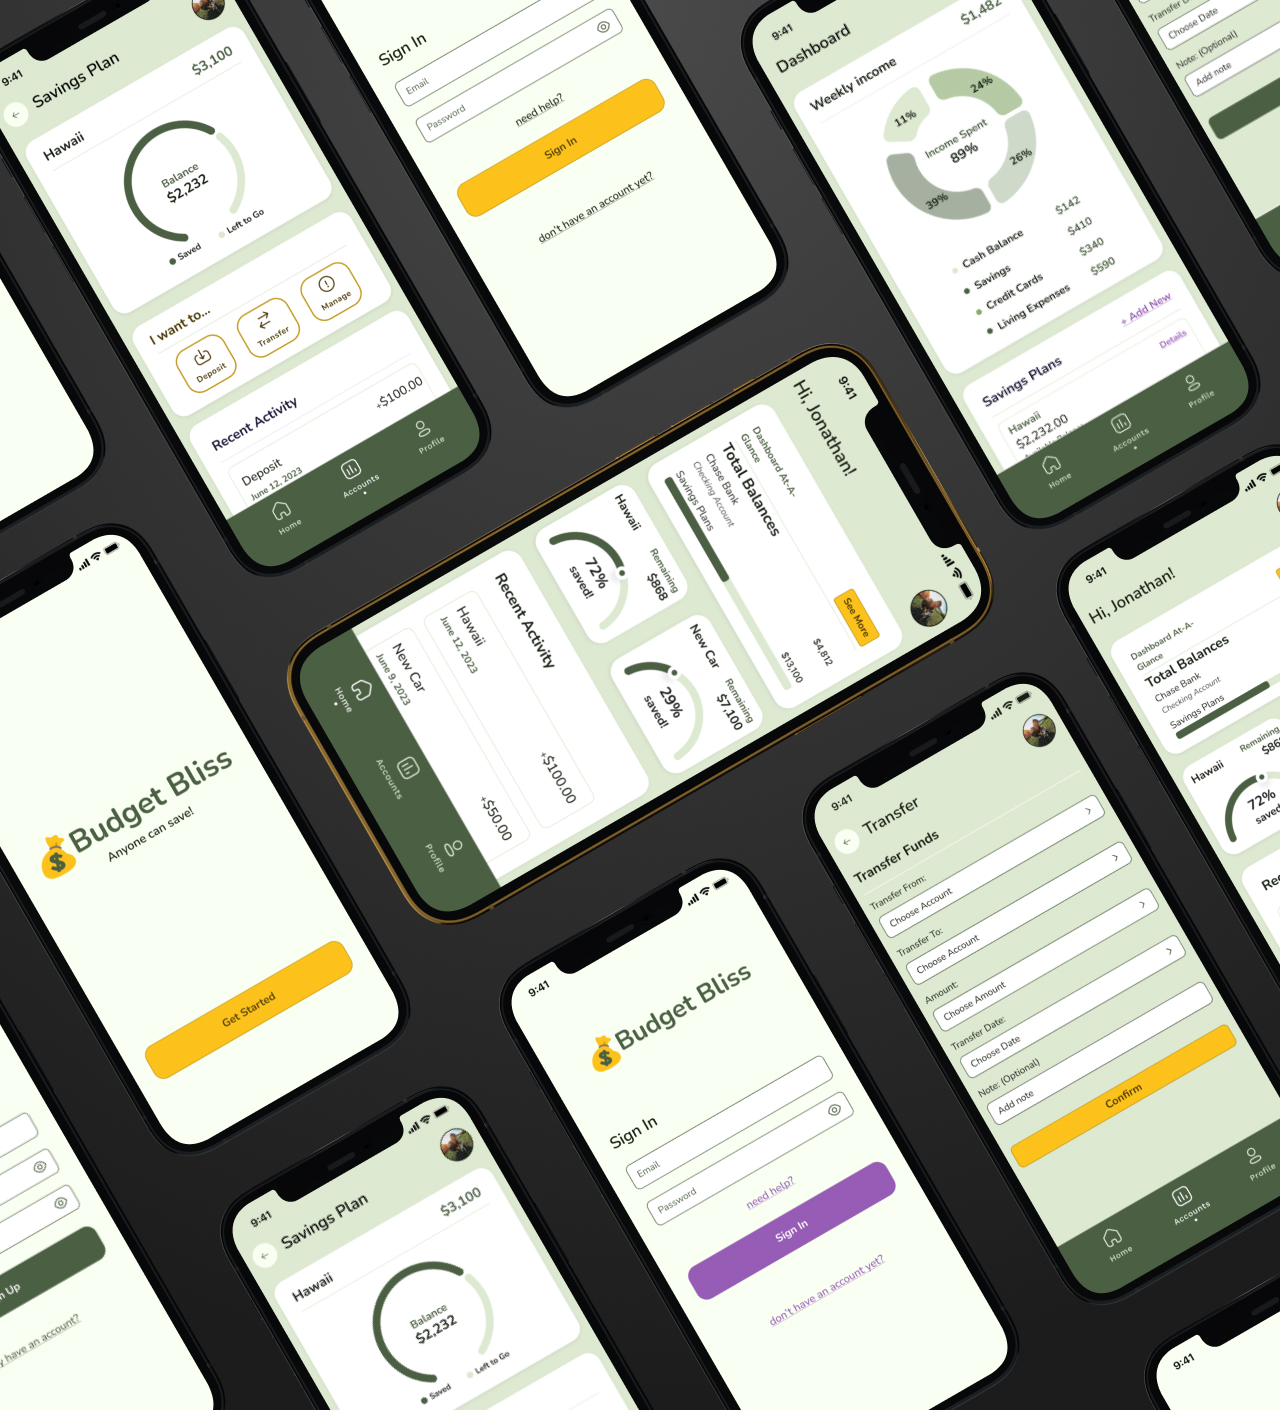 9:41
Savings Plan
Hawaii
$3,100
Balance
$2,232
Saved
Left to Go
I want to...
Deposit
Transfer
Manage
Recent Activity
Deposit
June 12, 2023
+$100.00
Home
Accounts
Profile
Sign In
Email
Password
need help?
Sign In
don't have an account yet?
9:41
Dashboard
Weekly income
$1,482
11%
24%
26%
39%
Income Spent
89%
Cash Balance
$142
Savings
$410
Credit Cards
$340
Living Expenses
$590
Savings Plans
+ Add New
Hawaii
Details
$2,232.00
Home
Accounts
Profile
Choose Date
Note: (Optional)
Add note
9:41
Hi, Jonathan!
Dashboard At-A-
Glance
Total Balances
See More
Chase Bank
Checking Account
$4,812
Savings Plans
$13,100
Hawaii
Remaining
$868
72%
saved!
New Car
Remaining
$7,100
29%
saved!
Recent Activity
Hawaii
June 12, 2023
+$100.00
New Car
June 9, 2023
+$50.00
Home
Accounts
Profile
💰Budget Bliss
Anyone can save!
Get Started
9:41
Hi, Jonathan!
Dashboard At-A-
Glance
Total Balances
Chase Bank
Checking Account
Savings Plans
Hawaii
Remaining
72%
9:41
Transfer
Transfer Funds
Transfer From:
Choose Account
Transfer To:
Choose Account
Amount:
Choose Amount
Transfer Date:
Choose Date
Note: (Optional)
Add note
Confirm
Home
Accounts
Profile
9:41
💰Budget Bliss
Sign In
Email
Password
need help?
Sign In
don't have an account yet?
9:41
Savings Plan
Hawaii
$3,100
Balance
$2,232
Saved
Left to Go
Up
have an account?
9:41